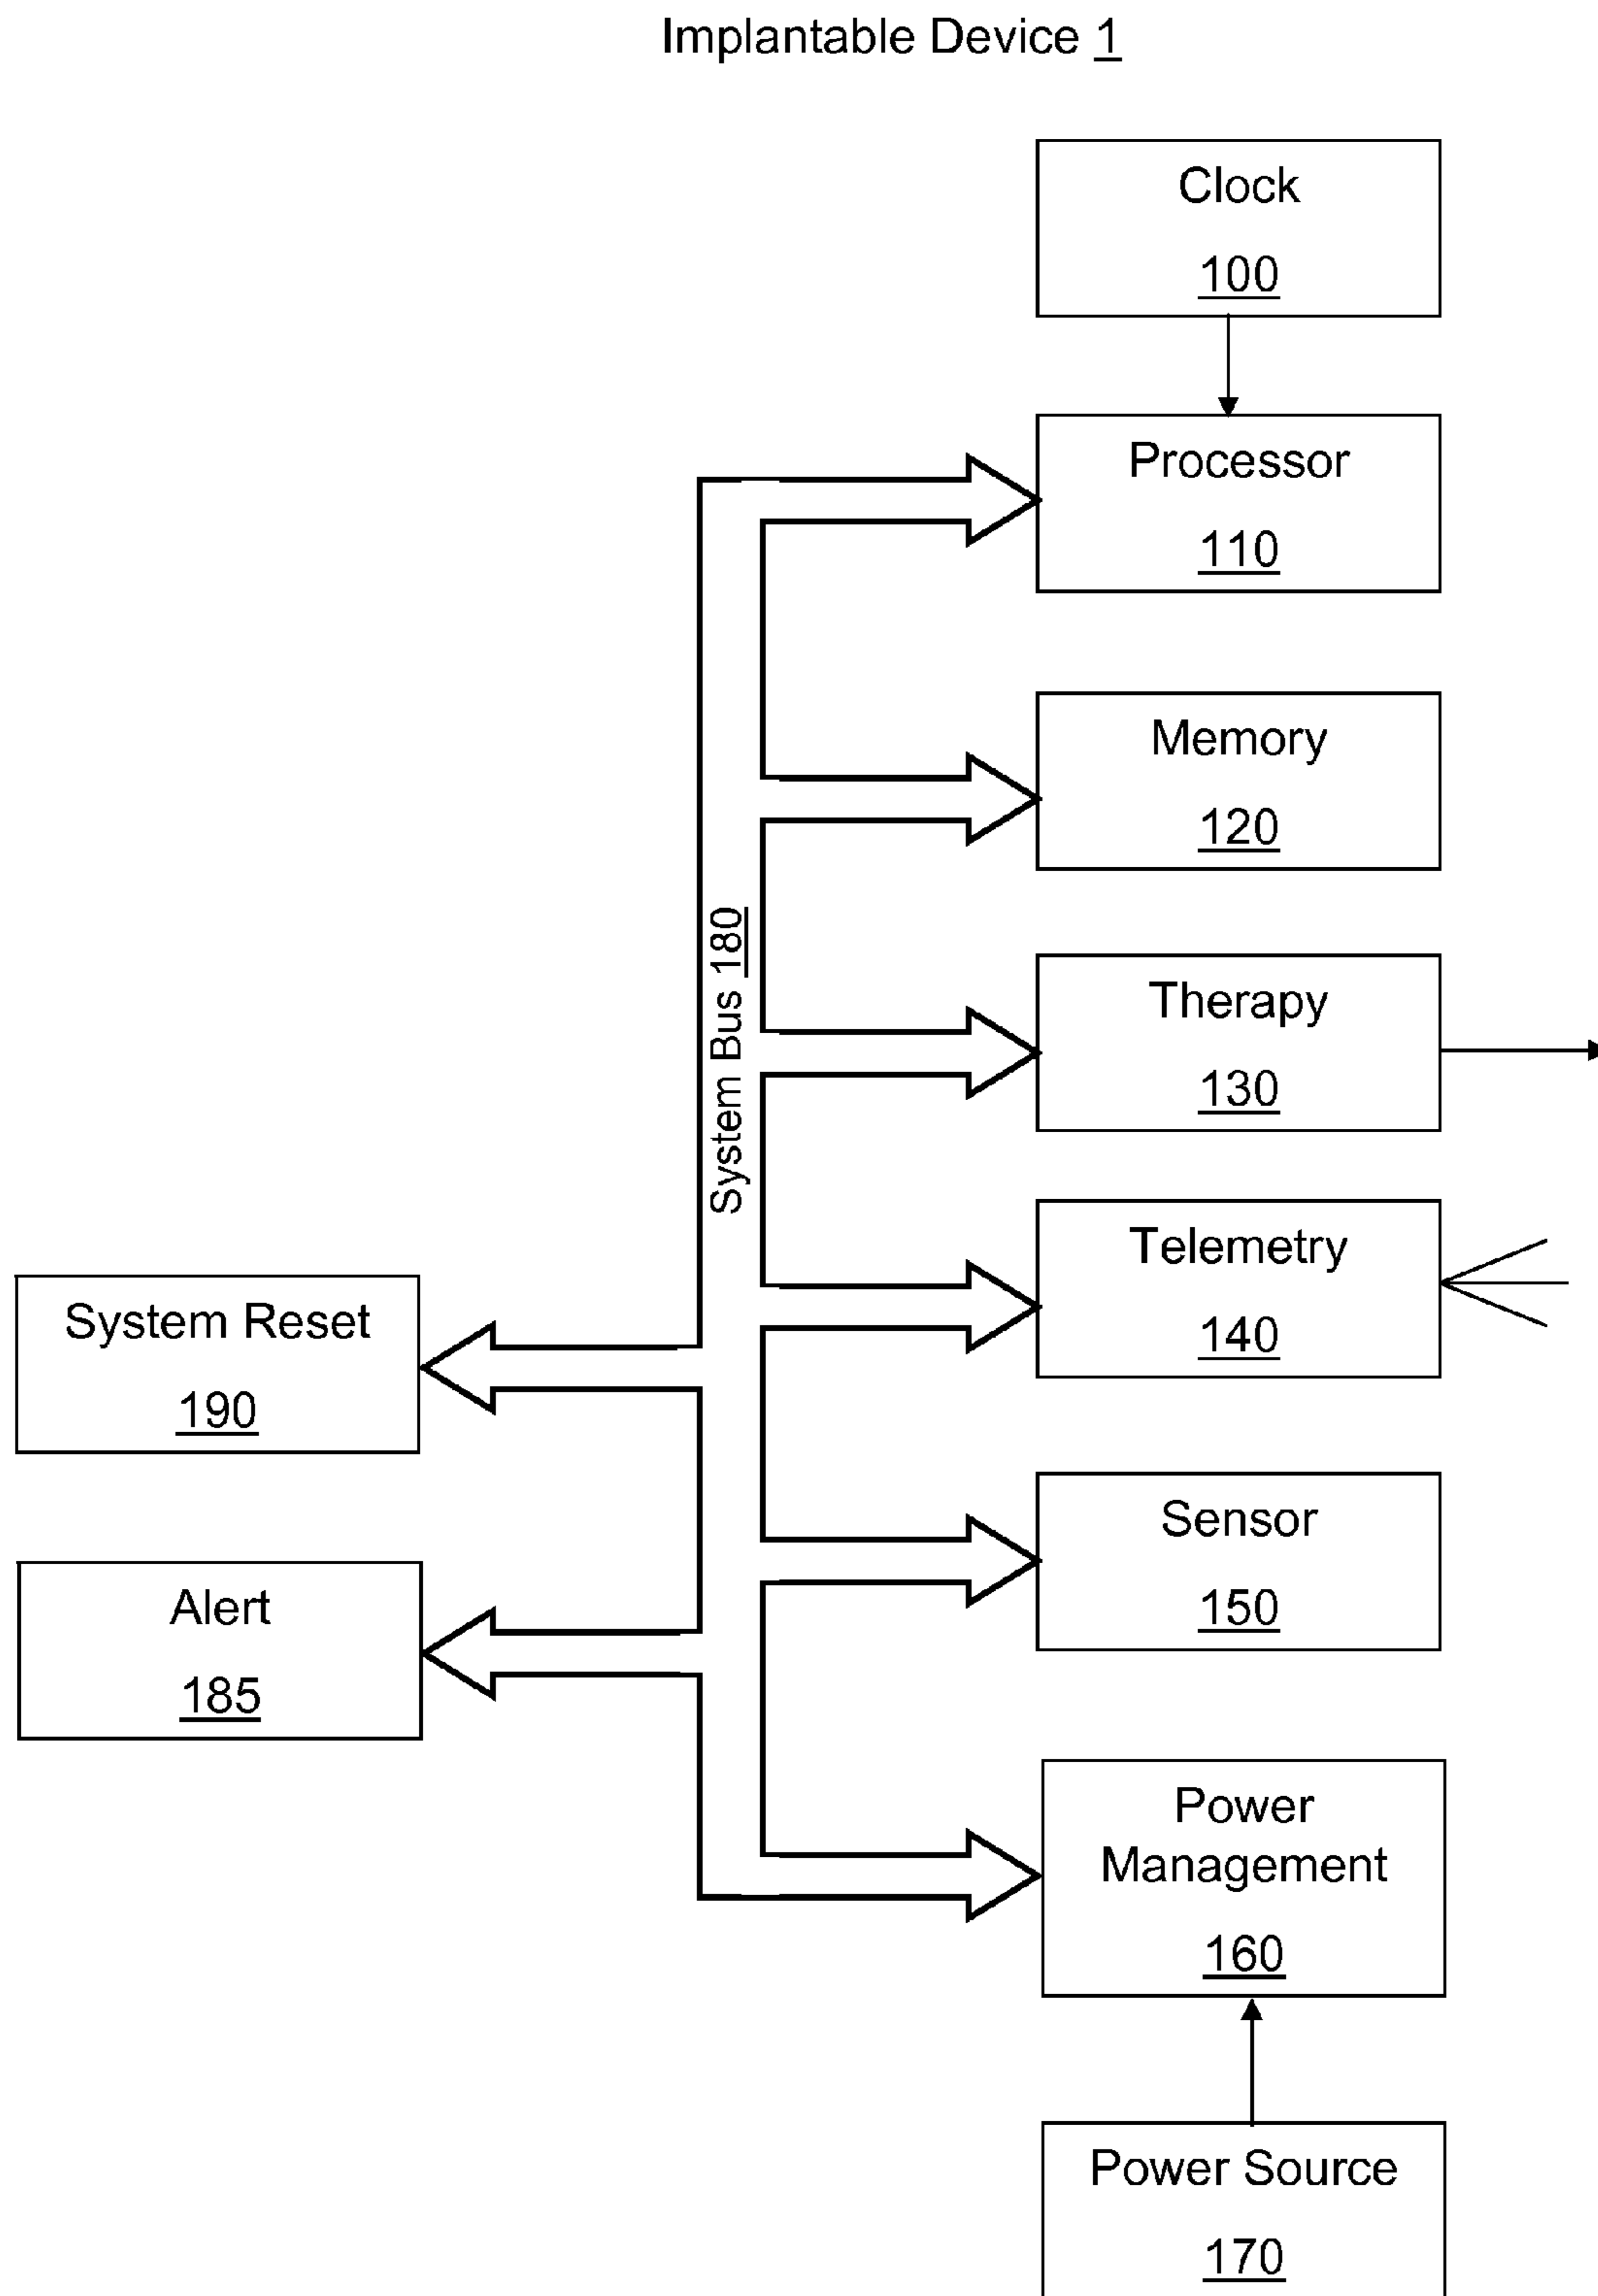 Implantable Device 1
Clock
100
Processor
110
Memory
120
System Bus 180
Therapy
130
Telemetry
140
System Reset
190
Sensor
150
Alert
185
Power
Management
160
Power Source
170